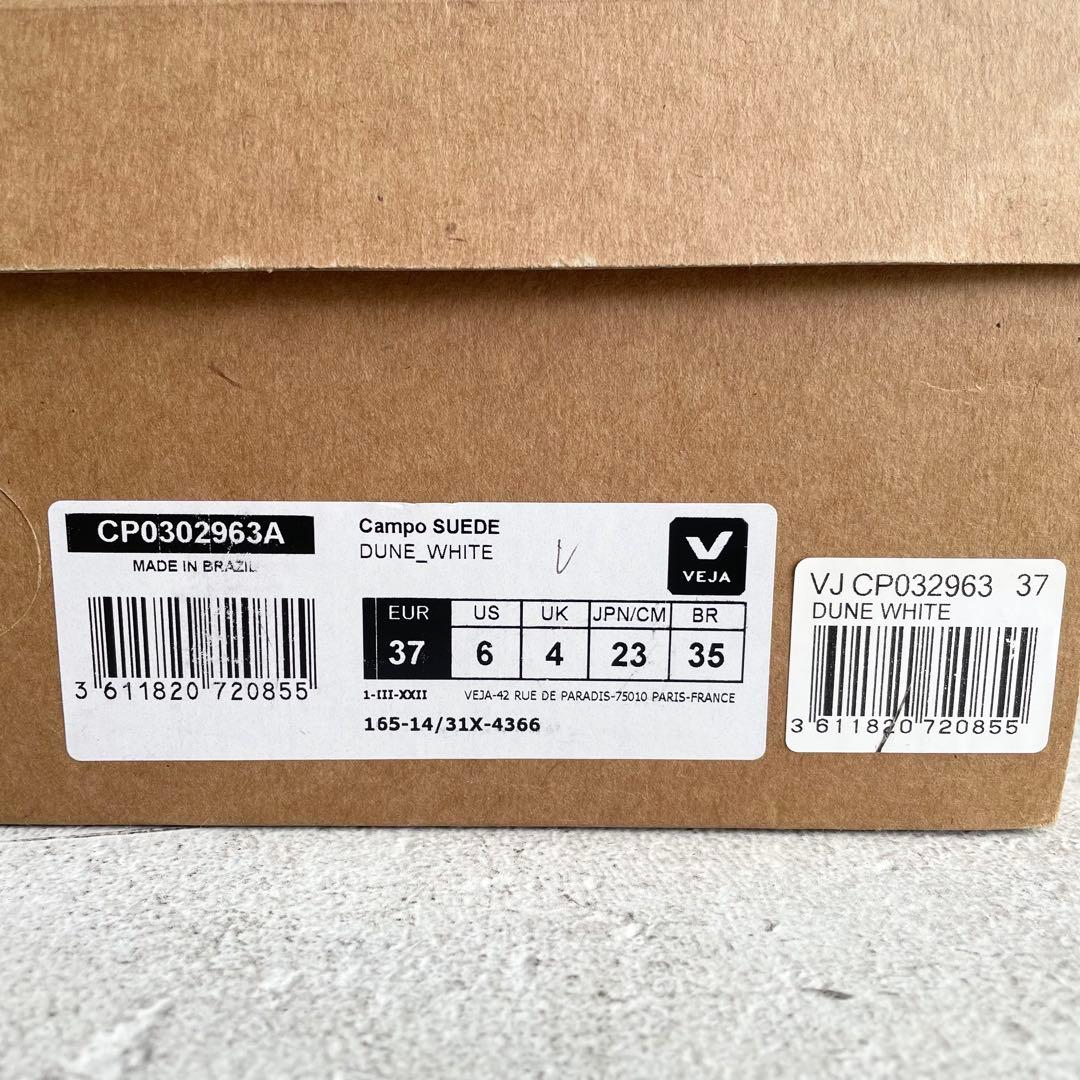 CP0302963A
MADE IN BRAZIL
3 611820 720855
Campo SUEDE
DUNE_WHITE
V
VEJA
EUR US UK JPN/CM BR
37 6 4 23 35
1-III-XXII VEJA-42 RUE DE PARADIS-75010 PARIS-FRANCE
165-14/31X-4366
VJ CP032963 37
DUNE WHITE
3 611820 720855